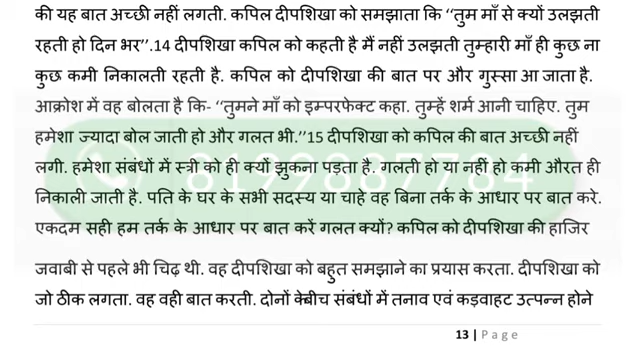 की यह बात अच्छी नहीं लगती. कपिल दीपशिखा को समझाता कि ‘‘तुम माँ से क्यों उलझती
रहती हो दिन भर’’.14 दीपशिखा कपिल को कहती है मैं नहीं उलझती तुम्हारी माँ ही कुछ ना
कुछ कमी निकालती रहती है. कपिल को दीपशिखा की बात पर और गुस्सा आ जाता है.
आक्रोश में वह बोलता है कि- ‘‘तुमने माँ को इम्परफेक्ट कहा. तुम्हें शर्म आनी चाहिए. तुम
हमेशा ज्यादा बोल जाती हो और गलत भी.’’15 दीपशिखा को कपिल की बात अच्छी नहीं
लगी. हमेशा संबंधों में स्त्री को ही क्यों झुकना पड़ता है. गलती हो या नहीं हो कमी औरत ही
निकाली जाती है. पति के घर के सभी सदस्य या चाहे वह बिना तर्क के आधार पर बात करे.
एकदम सही हम तर्क के आधार पर बात करें गलत क्यों? कपिल को दीपशिखा की हाजिर
जवाबी से पहले भी चिढ़ थी. वह दीपशिखा को बहुत समझाने का प्रयास करता. दीपशिखा को
जो ठीक लगता. वह वही बात करती. दोनों केबीच संबंधों में तनाव एवं कड़वाहट उत्पन्न होने
13 | Page
8199887784